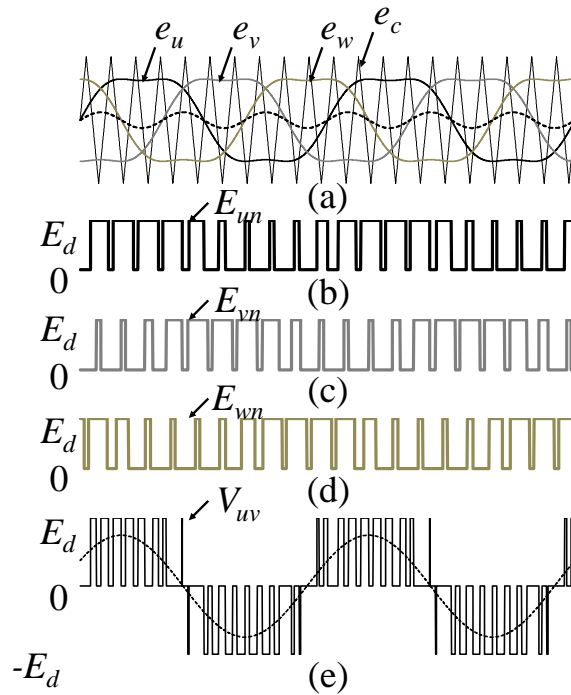 e_u e_v e_w e_c
(a)
E_un
E_d
0
(b)
E_vn
E_d
0
(c)
E_wn
E_d
0
(d)
V_uv
E_d
0
-E_d
(e)